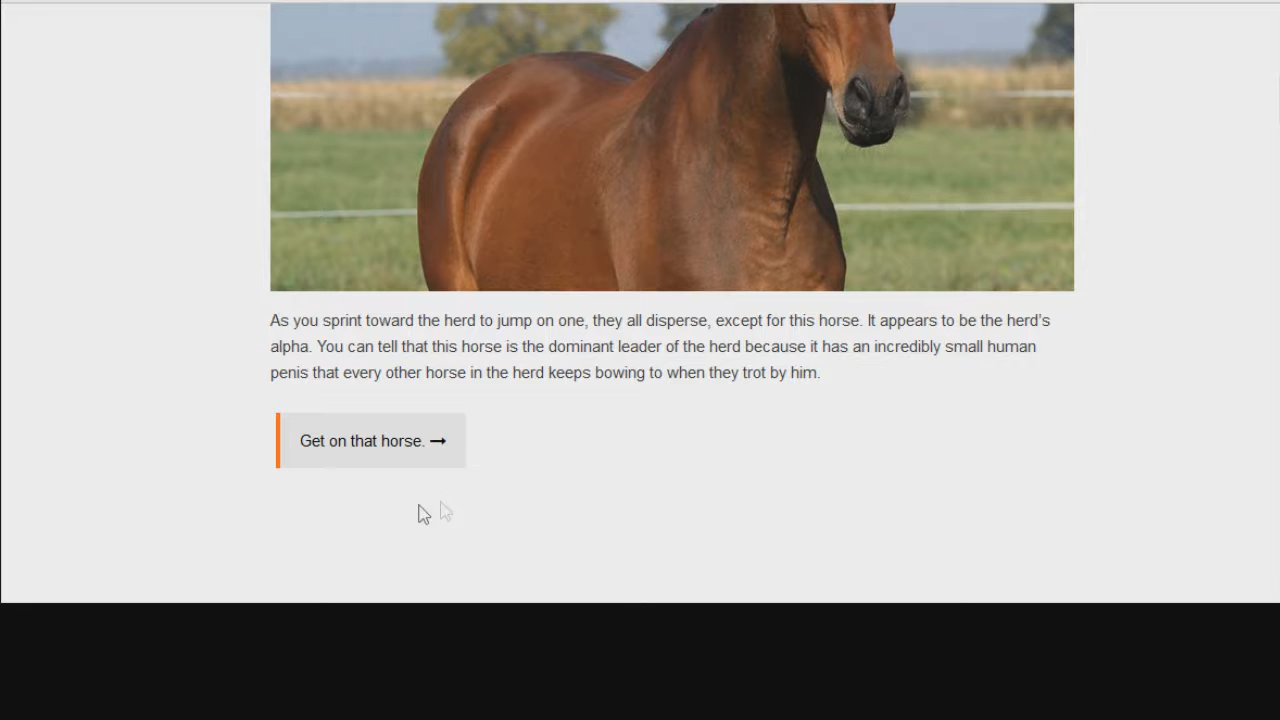 As you sprint toward the herd to jump on one, they all disperse, except for this horse. It appears to be the herd’s
alpha. You can tell that this horse is the dominant leader of the herd because it has an incredibly small human
penis that every other horse in the herd keeps bowing to when they trot by him.
Get on that horse. ➞